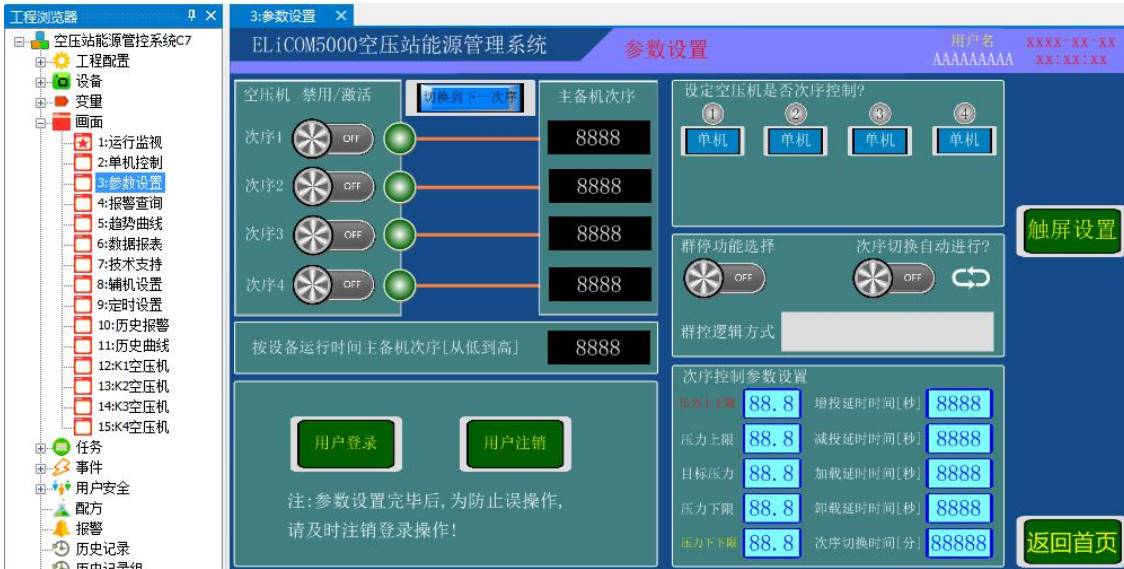 工程浏览器
空压站能源管控系统C7
工程配置
设备
变量
画面
1:运行监视
2:单机控制
3:参数设置
4:报警查询
5:趋势曲线
6:数据报表
7:技术支持
8:辅机设置
9:定时设置
10:历史报警
11:历史曲线
12:K1空压机
13:K2空压机
14:K3空压机
15:K4空压机
任务
事件
用户安全
配方
报警
历史记录
历史记录组
3:参数设置
ELiCOM5000空压站能源管理系统
参数设置
用户名
AAAAAAAAA
XXXX-XX-XX
XX:XX:XX
空压机 禁用/激活
切换到下一次序
主备机次序
次序1 OFF 8888
次序2 OFF 8888
次序3 OFF 8888
次序4 OFF 8888
按设备运行时间主备机次序[从低到高] 8888
用户登录
用户注销
注:参数设置完毕后,为防止误操作,
请及时注销登录操作!
设定空压机是否次序控制?
1 2 3 4
单机 单机 单机 单机
群停功能选择 次序切换自动进行?
OFF OFF
群控逻辑方式
次序控制参数设置
压力上上限 88.8 增投延时时间[秒] 8888
压力上限 88.8 减投延时时间[秒] 8888
目标压力 88.8 加载延时时间[秒] 8888
压力下限 88.8 卸载延时时间[秒] 8888
压力下下限 88.8 次序切换时间[分] 88888
触屏设置
返回首页